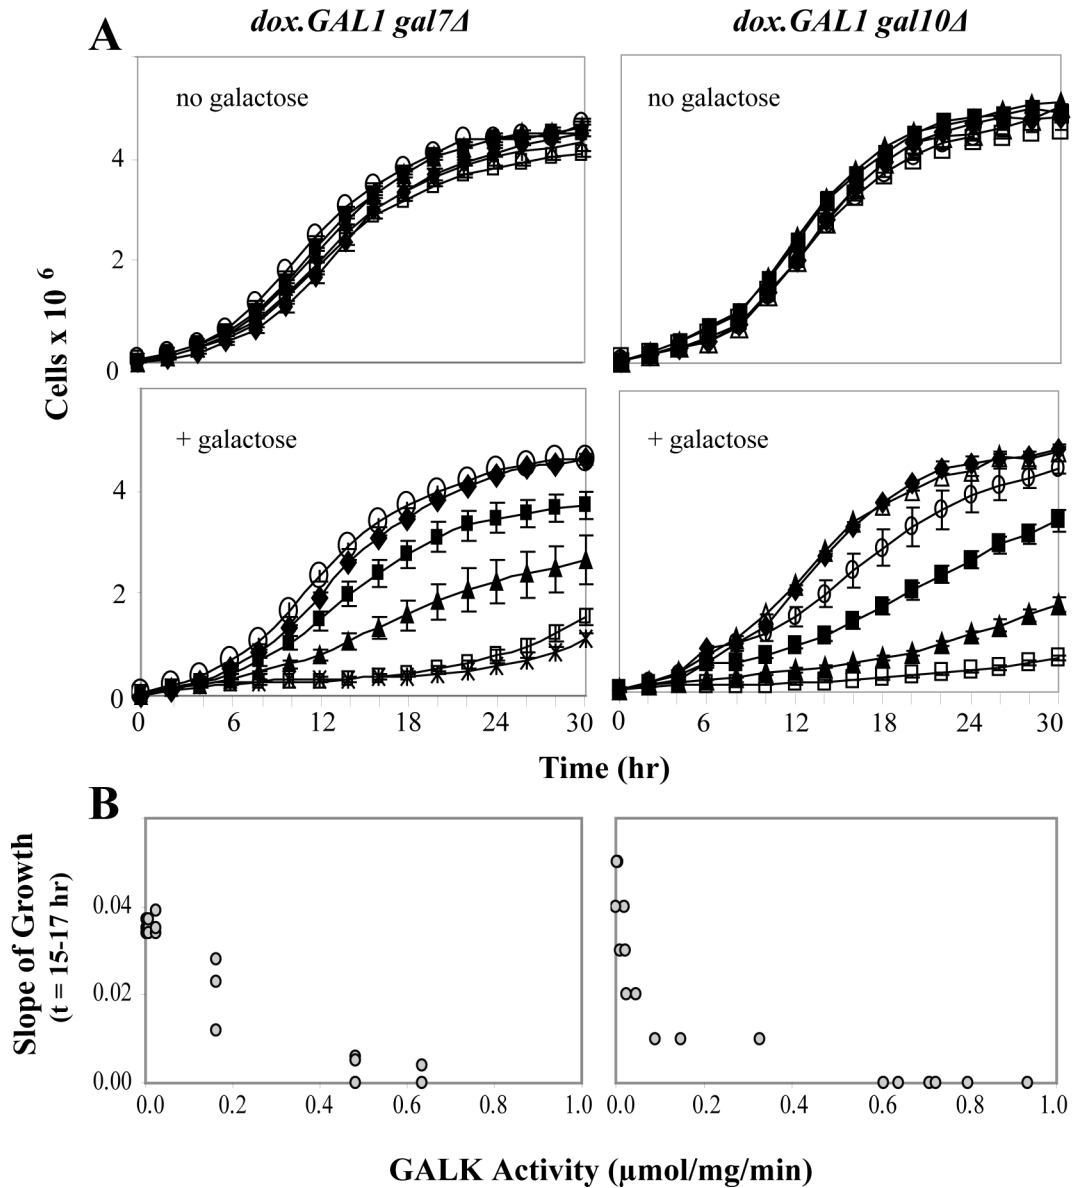 A
dox.GAL1 gal7Δ
dox.GAL1 gal10Δ
no galactose
no galactose
4
2
0
Cells x 10 6
+ galactose
+ galactose
4
2
0
0 6 12 18 24 30
0 6 12 18 24 30
Time (hr)
B
Slope of Growth
(t = 15-17 hr)
0.04
0.02
0.00
0.0 0.2 0.4 0.6 0.8 1.0
0.0 0.2 0.4 0.6 0.8 1.0
GALK Activity (µmol/mg/min)